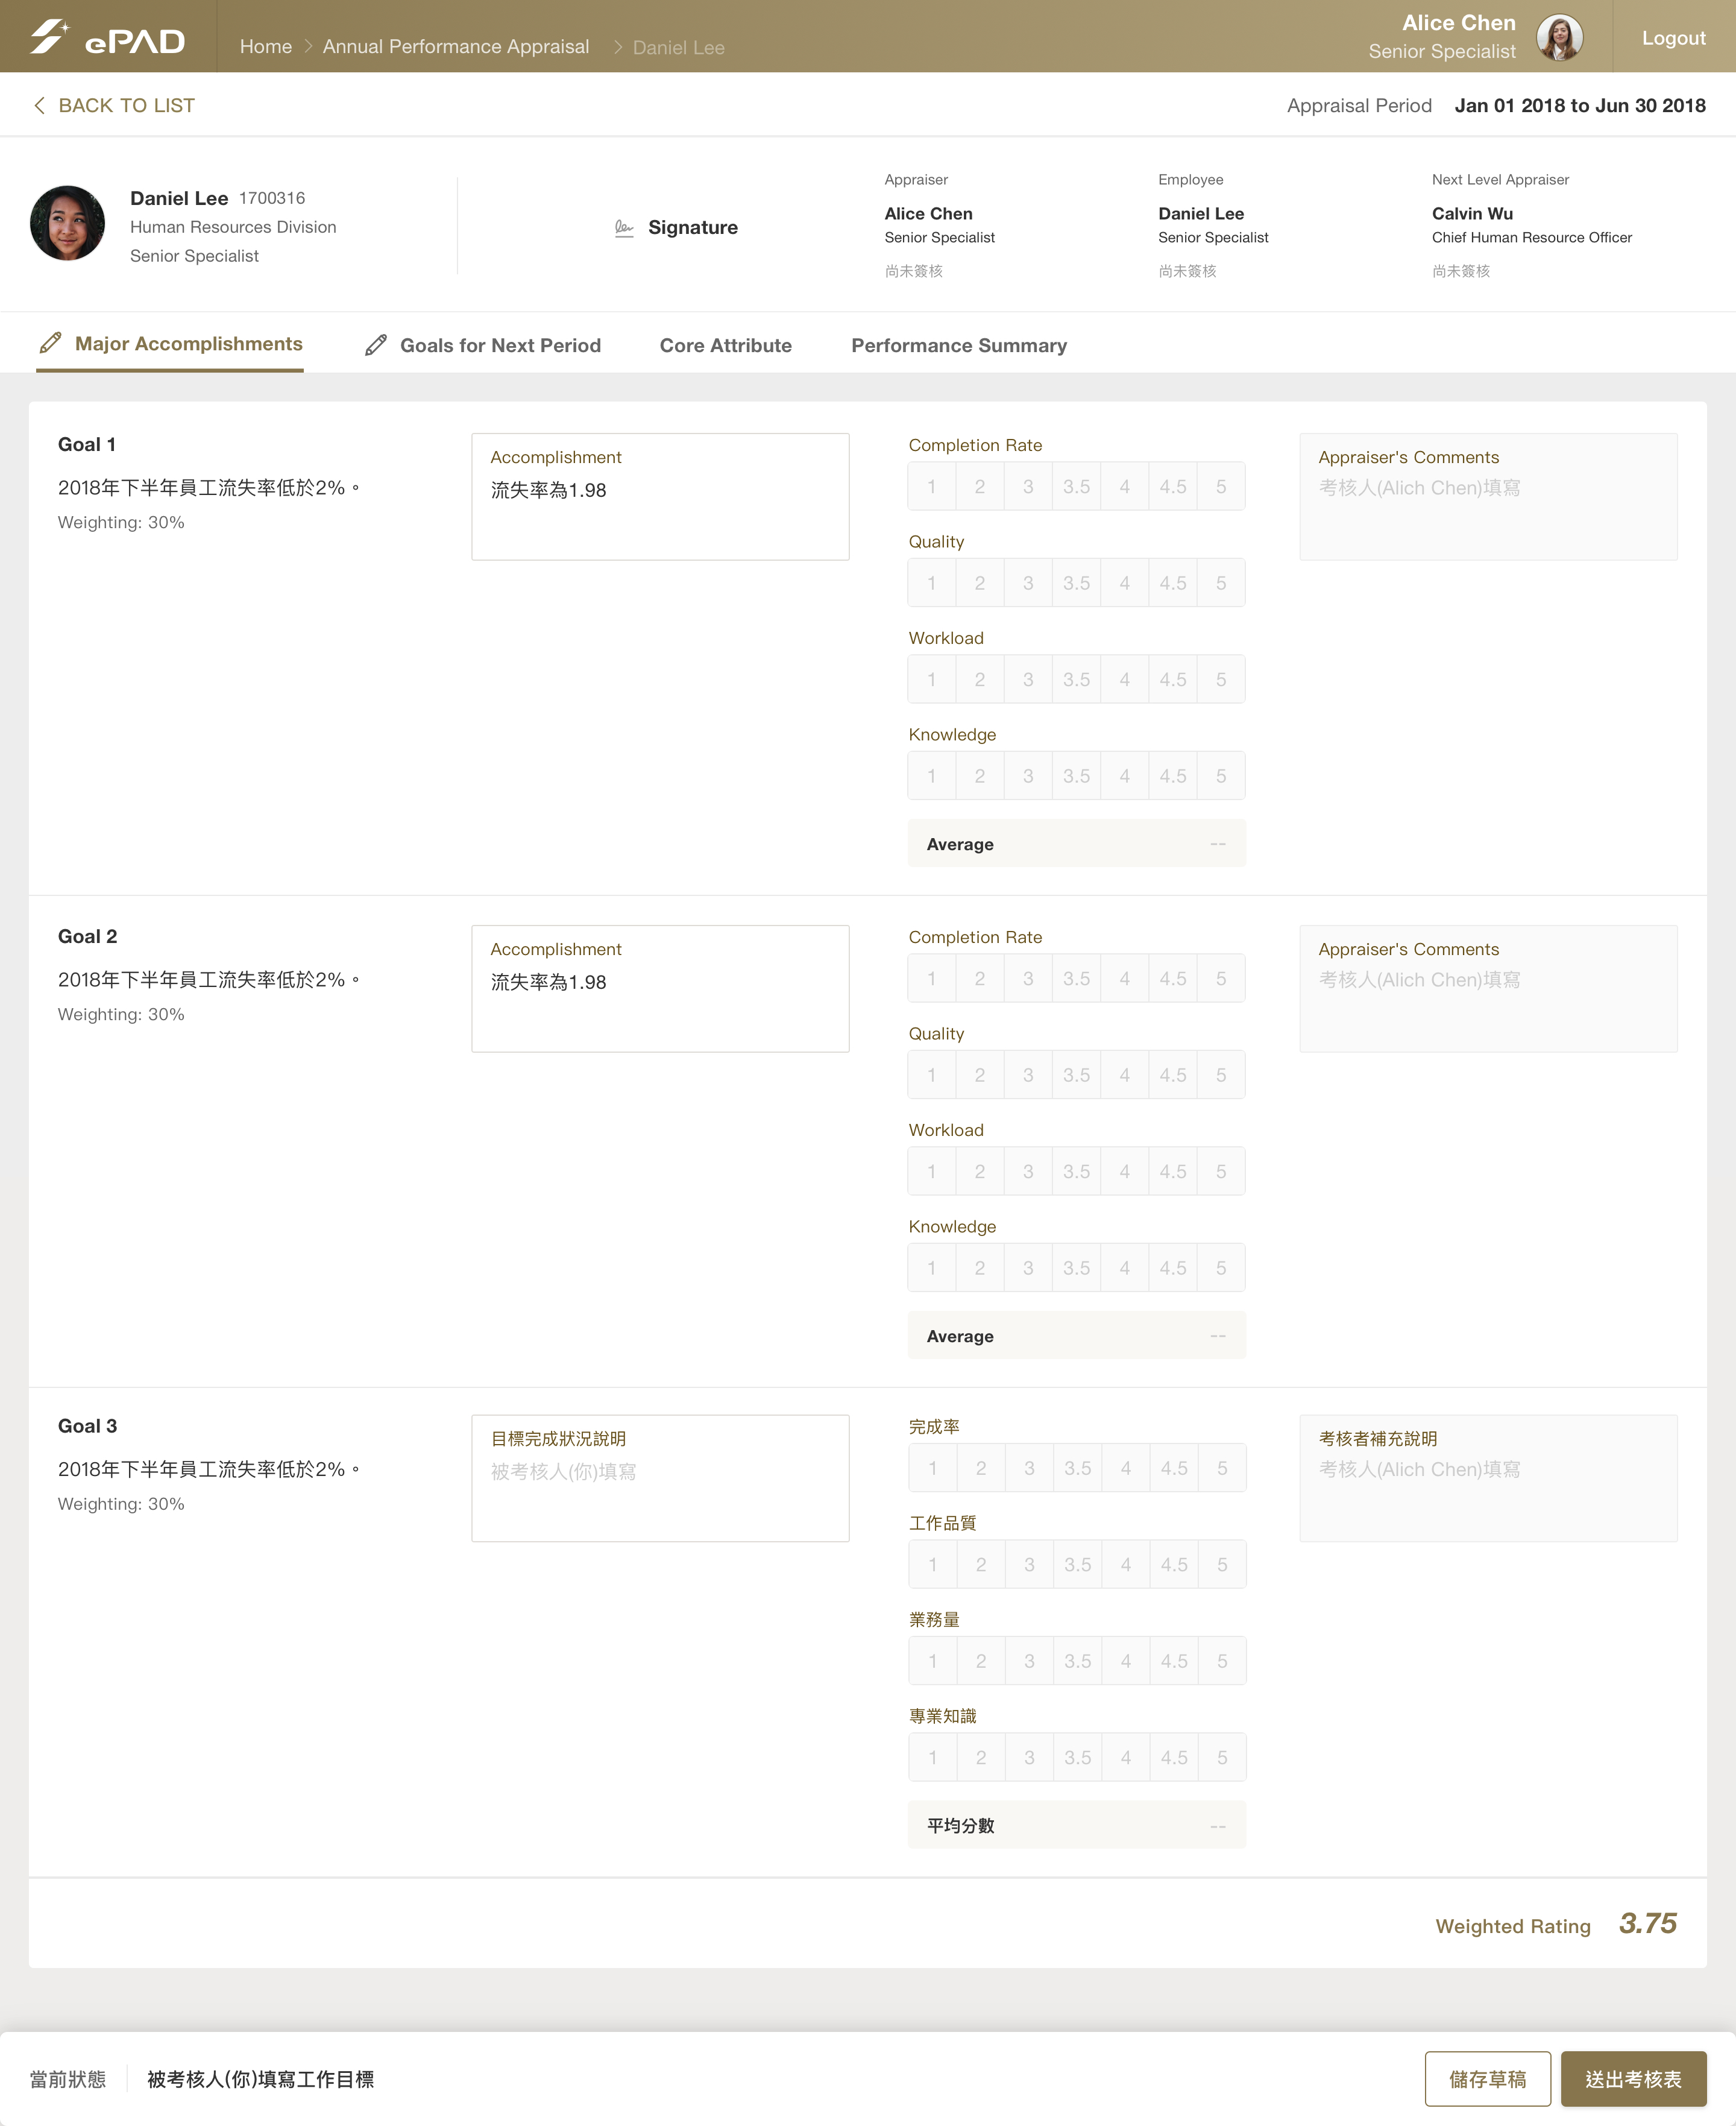 ePAD
Home > Annual Performance Appraisal > Daniel Lee
Alice Chen
Senior Specialist
Logout
BACK TO LIST
Appraisal Period Jan 01 2018 to Jun 30 2018
Daniel Lee 1700316
Human Resources Division
Senior Specialist
Signature
Appraiser
Alice Chen
Senior Specialist
尚未簽核
Employee
Daniel Lee
Senior Specialist
尚未簽核
Next Level Appraiser
Calvin Wu
Chief Human Resource Officer
尚未簽核
Major Accomplishments
Goals for Next Period
Core Attribute
Performance Summary
Goal 1
2018年下半年員工流失率低於2%。
Weighting: 30%
Accomplishment
流失率為1.98
Completion Rate
1 2 3 3.5 4 4.5 5
Quality
1 2 3 3.5 4 4.5 5
Workload
1 2 3 3.5 4 4.5 5
Knowledge
1 2 3 3.5 4 4.5 5
Average --
Appraiser's Comments
考核人(Alich Chen)填寫
Goal 2
2018年下半年員工流失率低於2%。
Weighting: 30%
Accomplishment
流失率為1.98
Completion Rate
1 2 3 3.5 4 4.5 5
Quality
1 2 3 3.5 4 4.5 5
Workload
1 2 3 3.5 4 4.5 5
Knowledge
1 2 3 3.5 4 4.5 5
Average --
Appraiser's Comments
考核人(Alich Chen)填寫
Goal 3
2018年下半年員工流失率低於2%。
Weighting: 30%
目標完成狀況說明
被考核人(你)填寫
完成率
1 2 3 3.5 4 4.5 5
工作品質
1 2 3 3.5 4 4.5 5
業務量
1 2 3 3.5 4 4.5 5
專業知識
1 2 3 3.5 4 4.5 5
平均分數 --
考核者補充說明
考核人(Alich Chen)填寫
Weighted Rating 3.75
當前狀態 被考核人(你)填寫工作目標
儲存草稿
送出考核表